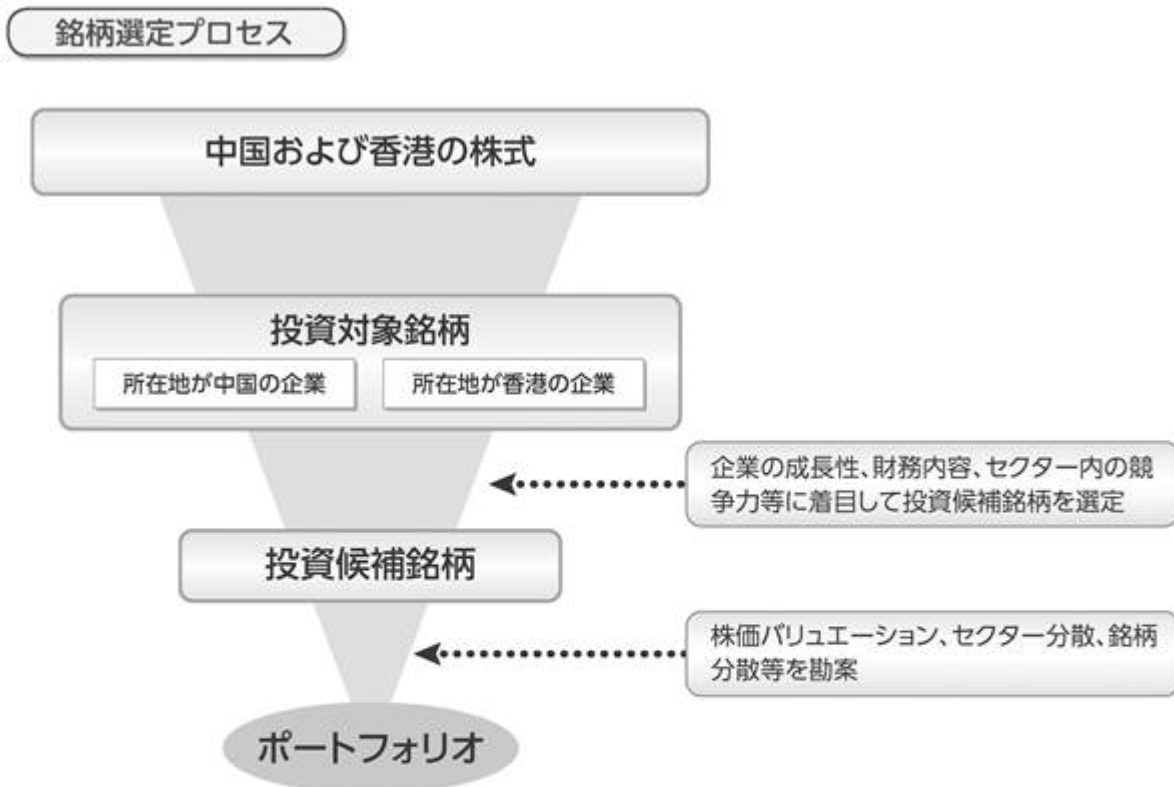 銘柄選定プロセス
中国および香港の株式
投資対象銘柄
所在地が中国の企業
所在地が香港の企業
企業の成長性、財務内容、セクター内の競
争力等に着目して投資候補銘柄を選定
投資候補銘柄
株価バリュエーション、セクター分散、銘柄
分散等を勘案
ポートフォリオ